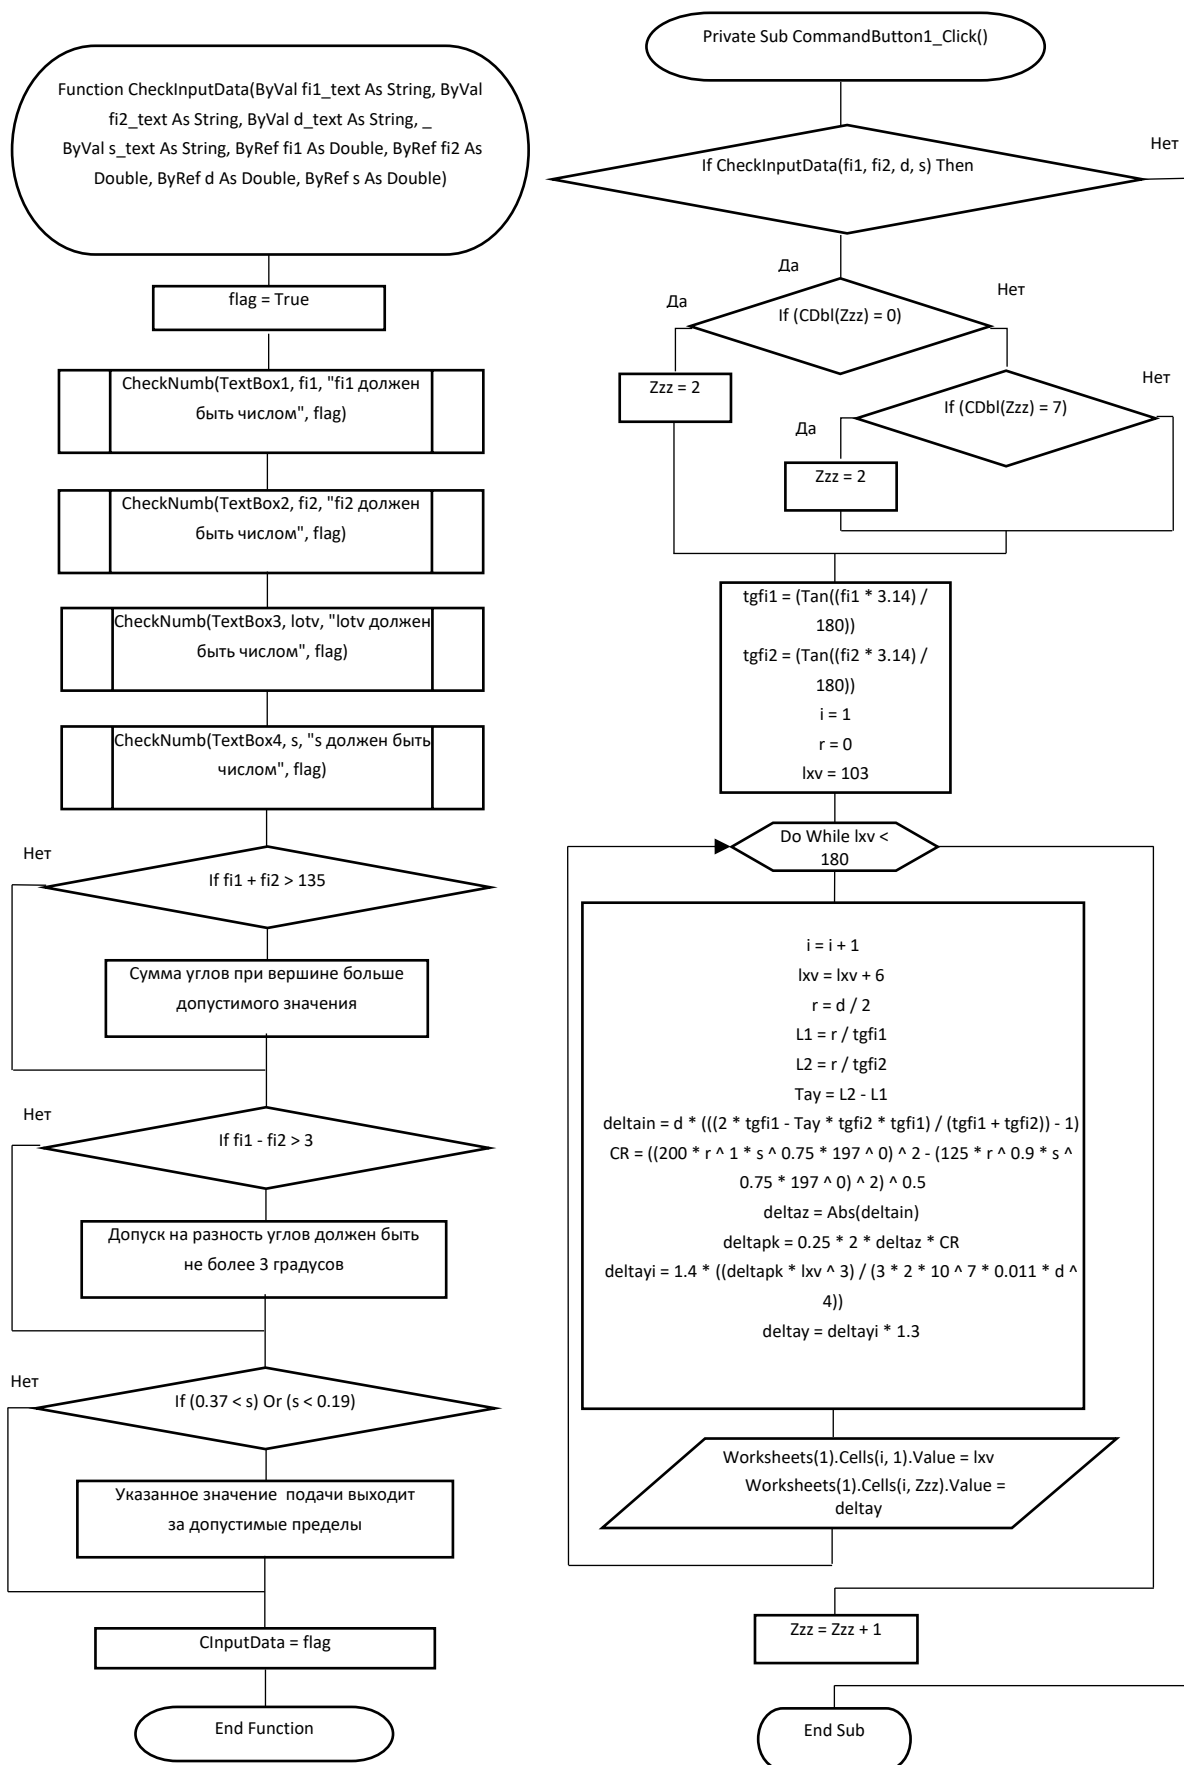 Function CheckInputData(ByVal fi1_text As String, ByVal
fi2_text As String, ByVal d_text As String, _
ByVal s_text As String, ByRef fi1 As Double, ByRef fi2 As
Double, ByRef d As Double, ByRef s As Double)
flag = True
CheckNumb(TextBox1, fi1, "fi1 должен
быть числом", flag)
CheckNumb(TextBox2, fi2, "fi2 должен
быть числом", flag)
CheckNumb(TextBox3, lotv, "lotv должен
быть числом", flag)
CheckNumb(TextBox4, s, "s должен быть
числом", flag)
Нет
If fi1 + fi2 > 135
Сумма углов при вершине больше
допустимого значения
Нет
If fi1 - fi2 > 3
Допуск на разность углов должен быть
не более 3 градусов
Нет
If (0.37 < s) Or (s < 0.19)
Указанное значение подачи выходит
за допустимые пределы
CInputData = flag
End Function
Private Sub CommandButton1_Click()
Нет
If CheckInputData(fi1, fi2, d, s) Then
Да
Да
Нет
If (CDbl(Zzz) = 0)
Zzz = 2
Нет
If (CDbl(Zzz) = 7)
Да
Zzz = 2
tgfi1 = (Tan((fi1 * 3.14) /
180))
tgfi2 = (Tan((fi2 * 3.14) /
180))
i = 1
r = 0
lxv = 103
Do While lxv <
180
i = i + 1
lxv = lxv + 6
r = d / 2
L1 = r / tgfi1
L2 = r / tgfi2
Tay = L2 - L1
deltain = d * (((2 * tgfi1 - Tay * tgfi2 * tgfi1) / (tgfi1 + tgfi2)) - 1)
CR = ((200 * r ^ 1 * s ^ 0.75 * 197 ^ 0) ^ 2 - (125 * r ^ 0.9 * s ^
0.75 * 197 ^ 0) ^ 2) ^ 0.5
deltaz = Abs(deltain)
deltapk = 0.25 * 2 * deltaz * CR
deltayi = 1.4 * ((deltapk * lxv ^ 3) / (3 * 2 * 10 ^ 7 * 0.011 * d ^
4))
deltay = deltayi * 1.3
Worksheets(1).Cells(i, 1).Value = lxv
Worksheets(1).Cells(i, Zzz).Value =
deltay
Zzz = Zzz + 1
End Sub